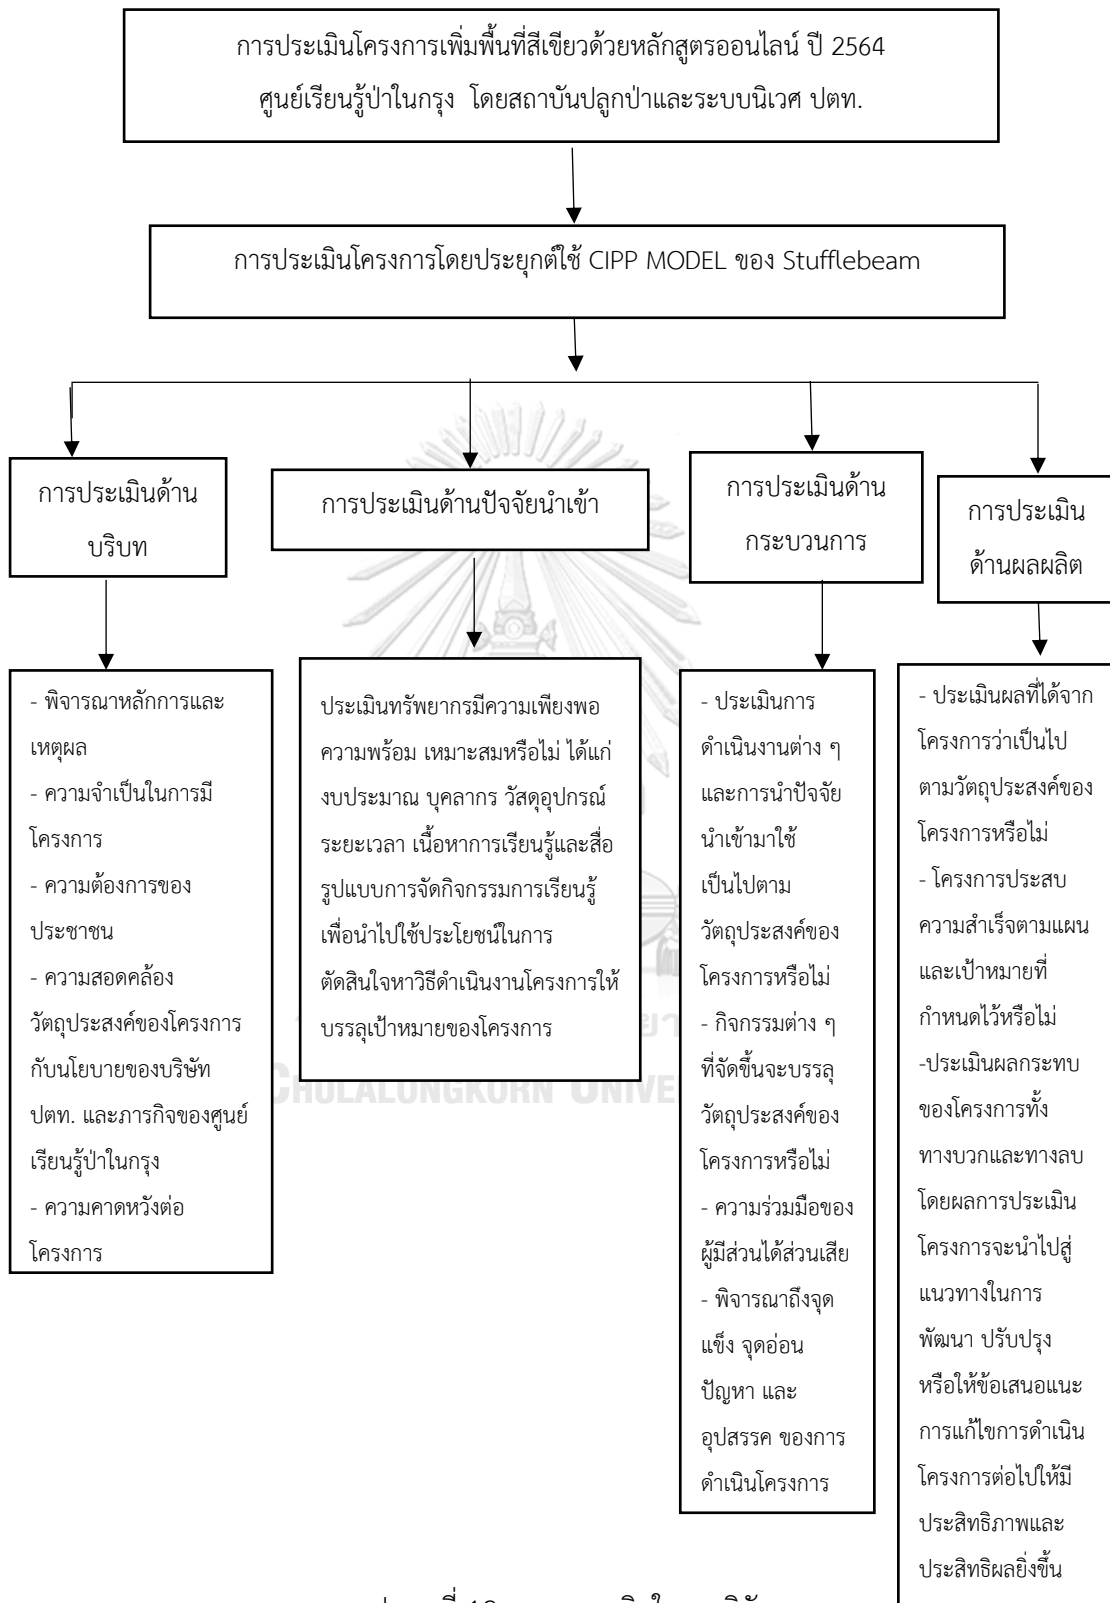 การประเมินโครงการเพิ่มพื้นที่สีเขียวด้วยหลักสูตรออนไลน์ ปี 2564
ศูนย์เรียนรู้ป่าในกรุง โดยสถาบันปลูกป่าและระบบนิเวศ ปตท.
การประเมินโครงการโดยประยุกต์ใช้ CIPP MODEL ของ Stufflebeam
การประเมินด้าน
บริบท
การประเมินด้านปัจจัยนำเข้า
การประเมินด้าน
กระบวนการ
การประเมิน
ด้านผลผลิต
- พิจารณาหลักการและ
เหตุผล
- ความจำเป็นในการมี
โครงการ
- ความต้องการของ
ประชาชน
- ความสอดคล้อง
วัตถุประสงค์ของโครงการ
กับนโยบายของบริษัท
ปตท. และภารกิจของศูนย์
เรียนรู้ป่าในกรุง
- ความคาดหวังต่อ
โครงการ
ประเมินทรัพยากรมีความเพียงพอ
ความพร้อม เหมาะสมหรือไม่ ได้แก่
งบประมาณ บุคลากร วัสดุอุปกรณ์
ระยะเวลา เนื้อหาการเรียนรู้และสื่อ
รูปแบบการจัดกิจกรรมการเรียนรู้
เพื่อนำไปใช้ประโยชน์ในการ
ตัดสินใจหาวิธีดำเนินงานโครงการให้
บรรลุเป้าหมายของโครงการ
- ประเมินการ
ดำเนินงานต่าง ๆ
และการนำปัจจัย
นำเข้ามาใช้
เป็นไปตาม
วัตถุประสงค์ของ
โครงการหรือไม่
- กิจกรรมต่าง ๆ
ที่จัดขึ้นจะบรรลุ
วัตถุประสงค์ของ
โครงการหรือไม่
- ความร่วมมือของ
ผู้มีส่วนได้ส่วนเสีย
- พิจารณาถึงจุด
แข็ง จุดอ่อน
ปัญหา และ
อุปสรรค ของการ
ดำเนินโครงการ
- ประเมินผลที่ได้จาก
โครงการว่าเป็นไป
ตามวัตถุประสงค์ของ
โครงการหรือไม่
- โครงการประสบ
ความสำเร็จตามแผน
และเป้าหมายที่
กำหนดไว้หรือไม่
-ประเมินผลกระทบ
ของโครงการทั้ง
ทางบวกและทางลบ
โดยผลการประเมิน
โครงการจะนำไปสู่
แนวทางในการ
พัฒนา ปรับปรุง
หรือให้ข้อเสนอแนะ
การแก้ไขการดำเนิน
โครงการต่อไปให้มี
ประสิทธิภาพและ
ประสิทธิผลยิ่งขึ้น
CHULALONGKORN UNIVE